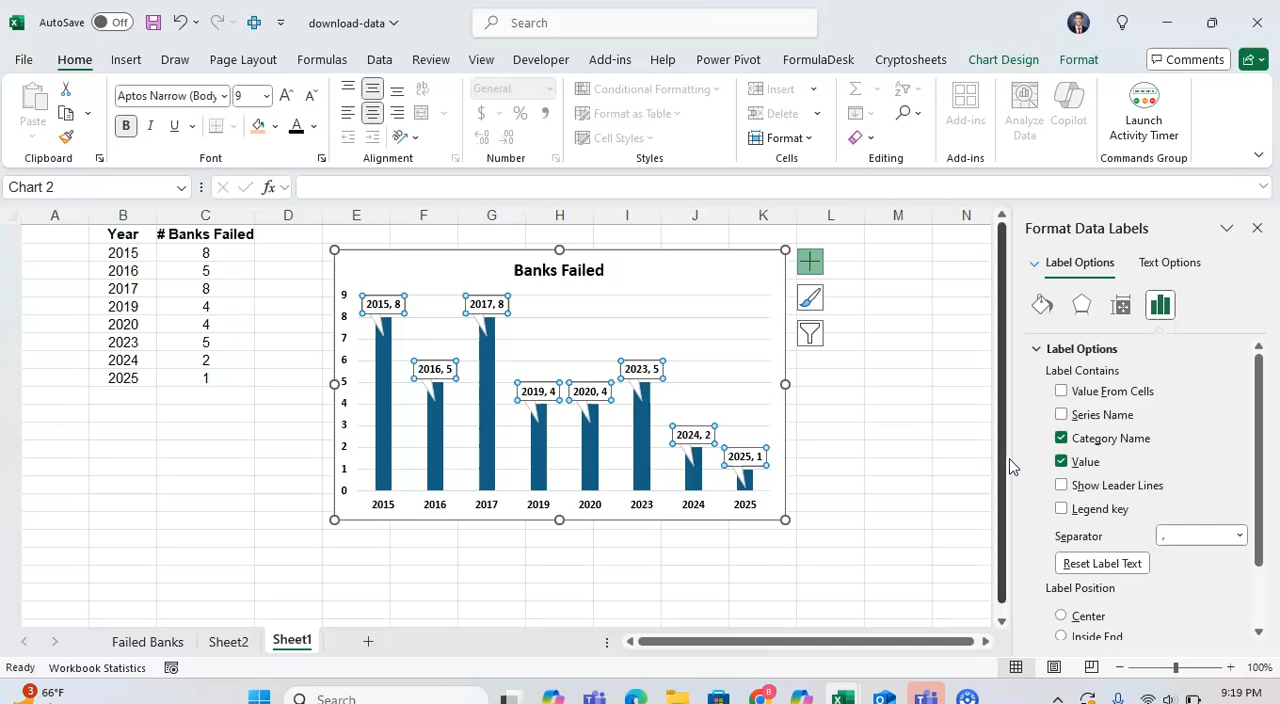 AutoSave Off download-data Search
File Home Insert Draw Page Layout Formulas Data Review View Developer Add-ins Help Power Pivot FormulaDesk Cryptosheets Chart Design Format Comments
Paste Aptos Narrow (Body 9 General Conditional Formatting Insert Add-ins Analyze Data Copilot Launch Activity Timer
Format as Table Delete
B I U A $ % Cell Styles Format
Clipboard Font Alignment Number Styles Cells Editing Add-ins Commands Group
Chart 2 fx
A B C D E F G H I J K L M N
Year # Banks Failed
2015 8
2016 5
2017 8
2019 4
2020 4
2023 5
2024 2
2025 1
Banks Failed
9
8
7
6
5
4
3
2
1
0
2015, 8
2016, 5
2017, 8
2019, 4
2020, 4
2023, 5
2024, 2
2025, 1
2015 2016 2017 2019 2020 2023 2024 2025
Format Data Labels
Label Options Text Options
Label Options
Label Contains
Value From Cells
Series Name
Category Name
Value
Show Leader Lines
Legend key
Separator ,
Reset Label Text
Label Position
Center
Inside End
Failed Banks Sheet2 Sheet1
Ready Workbook Statistics 100%
3 66°F Search 8 9:19 PM